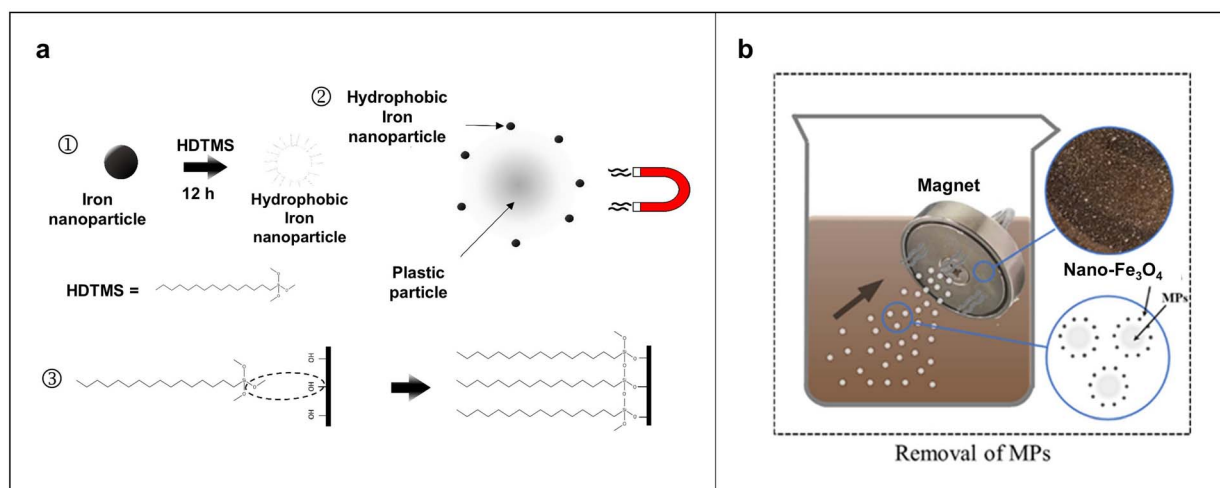 a
①
Iron
nanoparticle
HDTMS
12 h
Hydrophobic
Iron
nanoparticle
②
Hydrophobic
Iron
nanoparticle
Plastic
particle
HDTMS =
③
OH
OH
OH
b
Magnet
Nano-Fe₃O₄
MPs
Removal of MPs